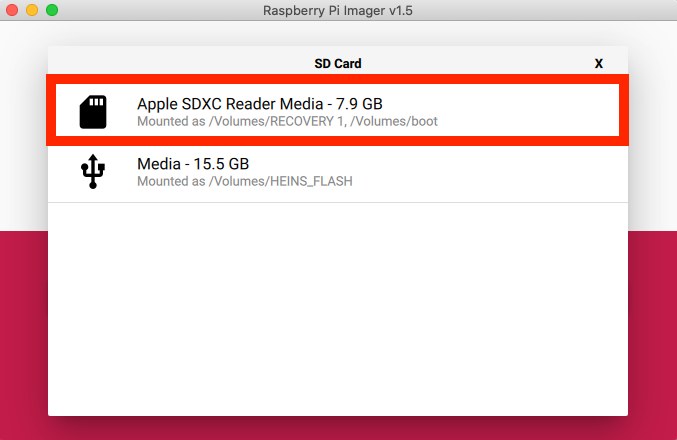 Raspberry Pi Imager v1.5
SD Card X
Apple SDXC Reader Media - 7.9 GB
Mounted as /Volumes/RECOVERY 1, /Volumes/boot
Media - 15.5 GB
Mounted as /Volumes/HEINS_FLASH